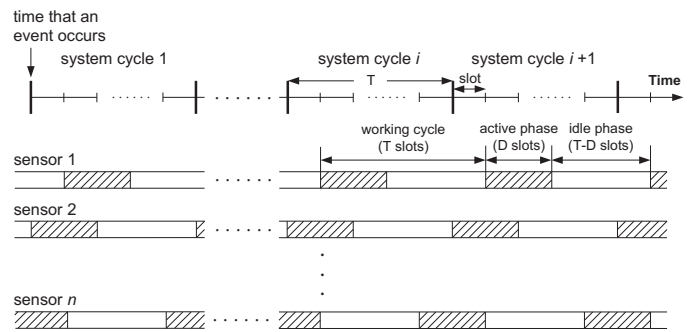 time that an
event occurs
system cycle 1
system cycle i
system cycle i +1
T
slot
Time
working cycle
(T slots)
active phase
(D slots)
idle phase
(T-D slots)
sensor 1
sensor 2
sensor n